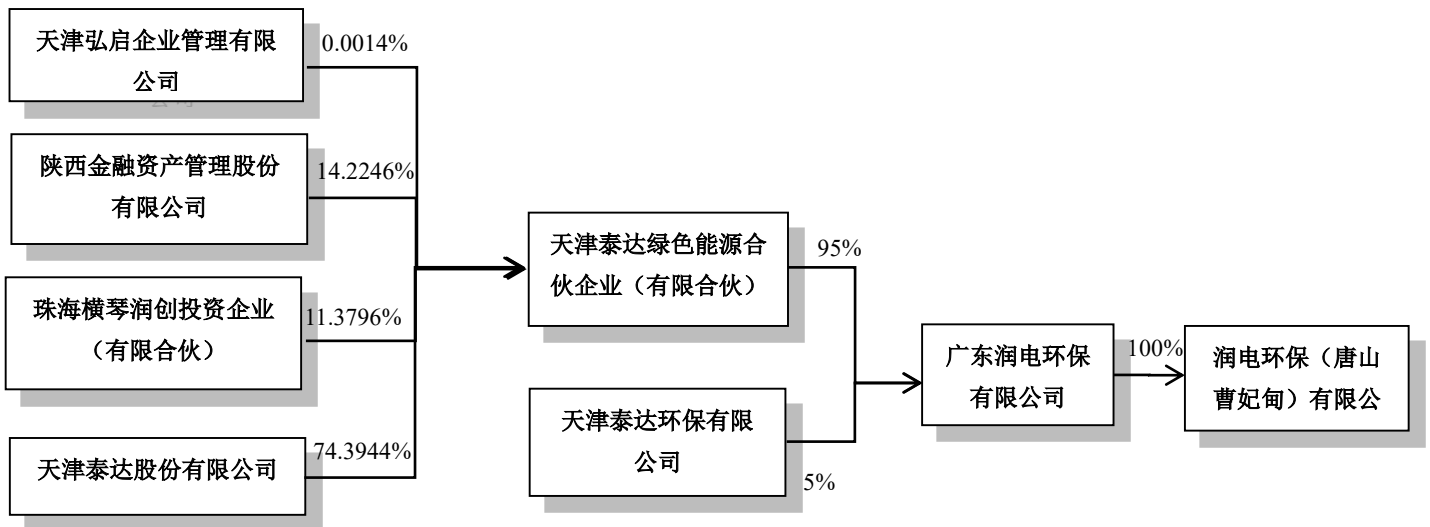 天津弘启企业管理有限
公司
0.0014%
陕西金融资产管理股份
有限公司
14.2246%
珠海横琴润创投资企业
（有限合伙）
11.3796%
天津泰达股份有限公司
74.3944%
天津泰达绿色能源合
伙企业（有限合伙）
95%
天津泰达环保有限
公司
5%
广东润电环保
有限公司
100%
润电环保（唐山
曹妃甸）有限公